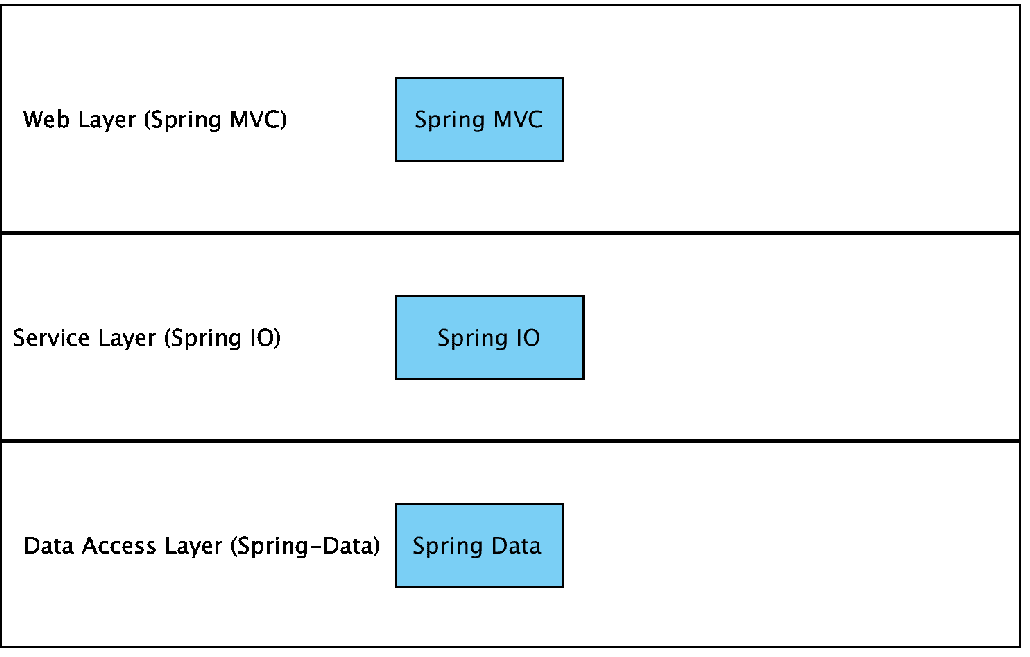 Web Layer (Spring MVC)
Spring MVC
Service Layer (Spring IO)
Spring IO
Data Access Layer (Spring-Data)
Spring Data